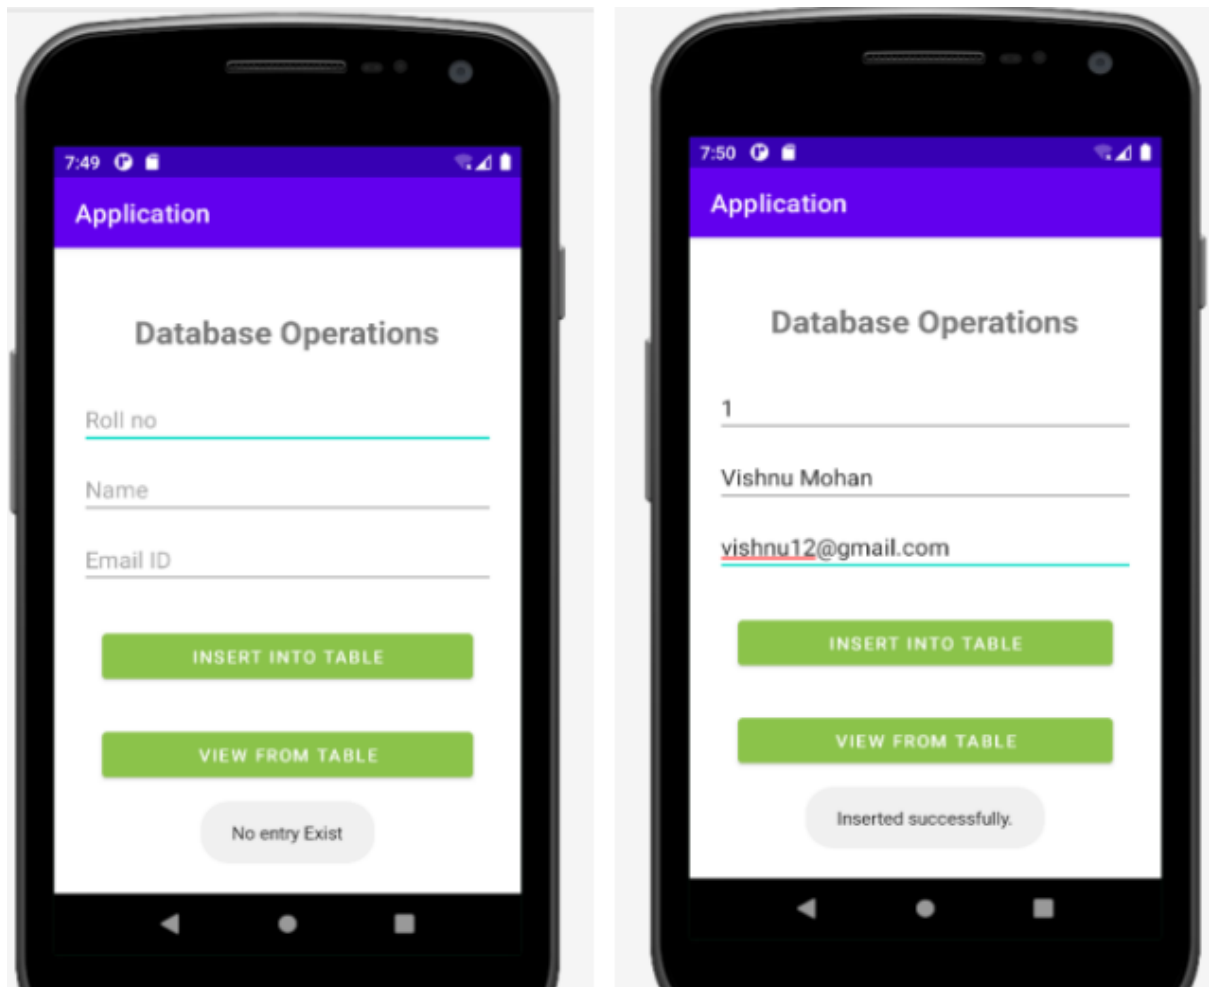 7:49
Application
Database Operations
Roll no
Name
Email ID
INSERT INTO TABLE
VIEW FROM TABLE
No entry Exist
7:50
Application
Database Operations
1
Vishnu Mohan
vishnu12@gmail.com
INSERT INTO TABLE
VIEW FROM TABLE
Inserted successfully.